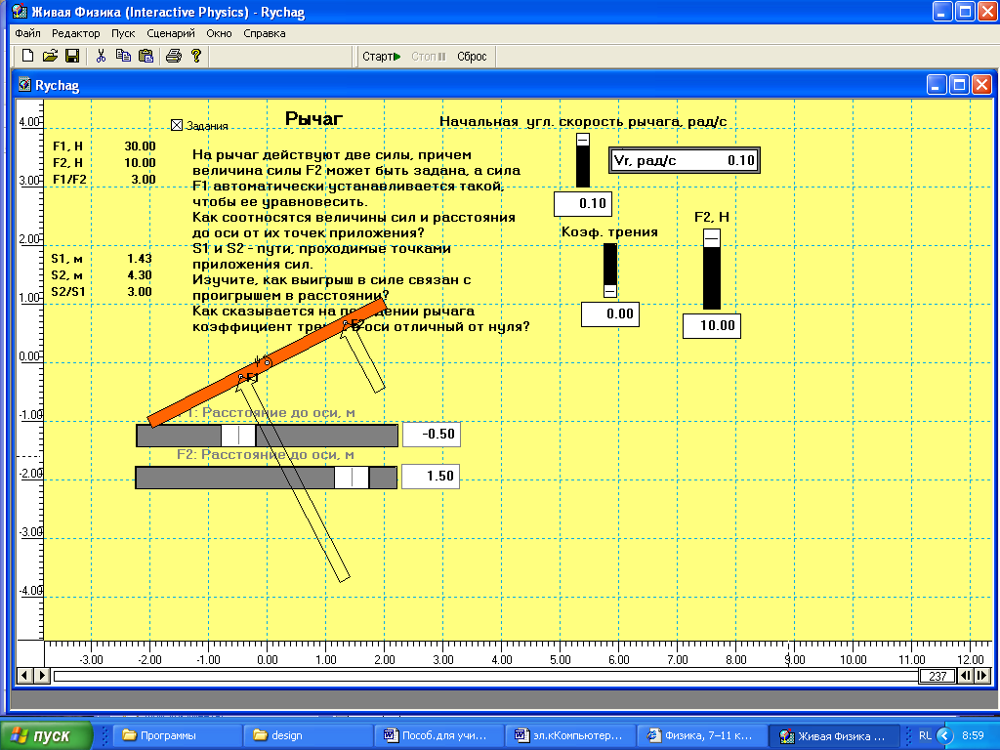 Живая Физика (Interactive Physics) - Rychag
Файл Редактор Пуск Сценарий Окно Справка
Старт Стоп Сброс
Rychag
Задания
Рычаг
Начальная угл. скорость рычага, рад/с
F1, Н 30.00
F2, Н 10.00
F1/F2 3.00
S1, м 1.43
S2, м 4.30
S2/S1 3.00
На рычаг действуют две силы, причем
величина силы F2 может быть задана, а сила
F1 автоматически устанавливается такой,
чтобы ее уравновесить.
Как соотносятся величины сил и расстояния
до оси от их точек приложения?
S1 и S2 - пути, проходимые точками
приложения сил.
Изучите, как выигрыш в силе связан с
проигрышем в расстоянии?
Как сказывается на рычага
коэффициент оси отличный от нуля?
Vr, рад/с 0.10
0.10
F2, Н
Коэф. трения
0.00
10.00
F2
F1
F1: Расстояние до оси, м
-0.50
F2: Расстояние до оси, м
1.50
4.00
3.00
2.00
1.00
0.00
-1.00
-2.00
-3.00
-4.00
-3.00 -2.00 -1.00 0.00 1.00 2.00 3.00 4.00 5.00 6.00 7.00 8.00 9.00 10.00 11.00 12.00
237
пуск Программы design Пособ.для учи... эл.кКомпьютер... Физика, 7-11 к... Живая Физика ... RL 8:59